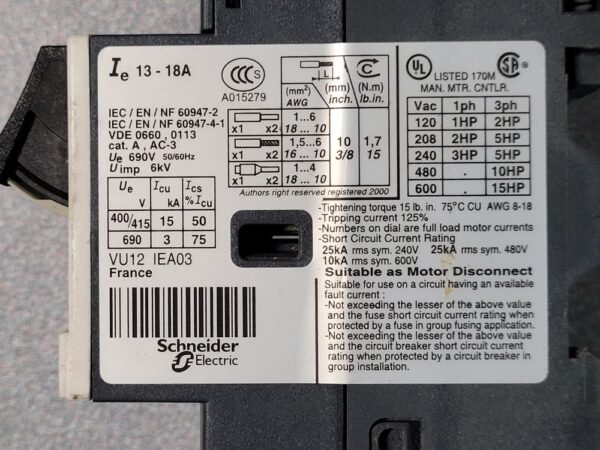 Ie 13 - 18A
CCC S
A015279
IEC / EN / NF 60947-2
IEC / EN / NF 60947-4-1
VDE 0660 , 0113
cat. A , AC-3
Ue 690V 50/60Hz
U imp 6kV
Ue V Icu kA Ics % Icu
400/415 15 50
690 3 75
VU12 IEA03
France
Schneider
Electric
L
C
(mm²) AWG (mm) inch. (N.m) lb.in.
x1 x2 1...6 18 ... 10
x1 x2 1,5...6 16 ... 10 10 3/8 1,7 15
x1 x2 1...4 18 ... 10
Authors right reserved registered 2000
UL LISTED 170M SA
MAN. MTR. CNTLR.
Vac 1ph 3ph
120 1HP 2HP
208 2HP 5HP
240 3HP 5HP
480 . 10HP
600 . 15HP
-Tightening torque 15 lb. in. 75°C CU AWG 8-18
-Tripping current 125%
-Numbers on dial are full load motor currents
-Short Circuit Current Rating
25kA rms sym. 240V 25kA rms sym. 480V
10kA rms sym. 600V
Suitable as Motor Disconnect
Suitable for use on a circuit having an available
fault current :
-Not exceeding the lesser of the above value
and the fuse short circuit current rating when
protected by a fuse in group fusing application.
-Not exceeding the lesser of the above value
and the circuit breaker short circuit current
rating when protected by a circuit breaker in
group installation.